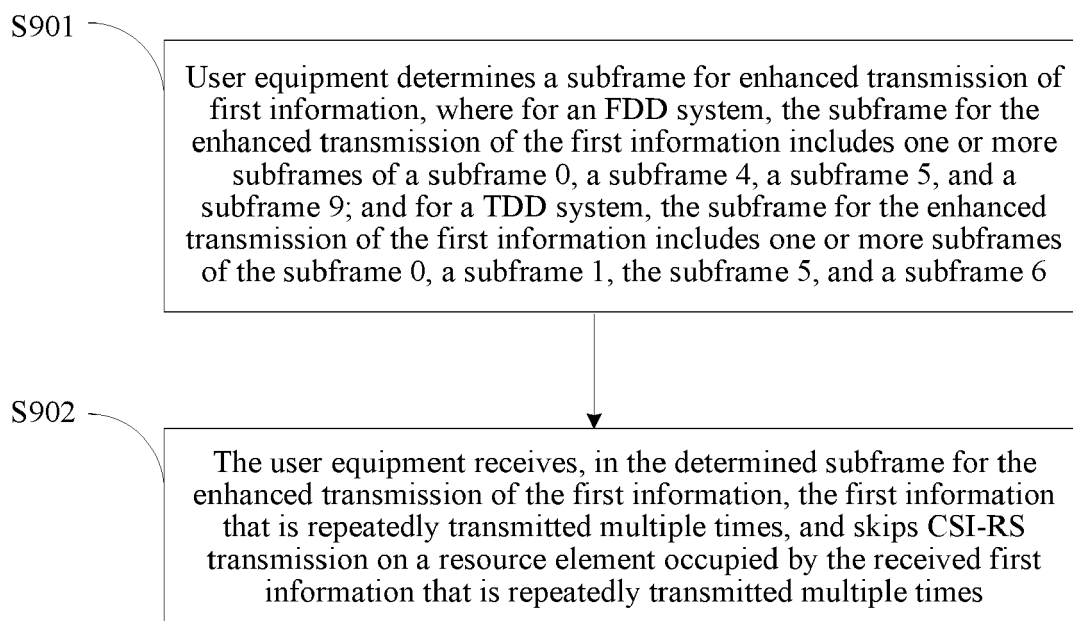 S901
User equipment determines a subframe for enhanced transmission of
first information, where for an FDD system, the subframe for the
enhanced transmission of the first information includes one or more
subframes of a subframe 0, a subframe 4, a subframe 5, and a
subframe 9; and for a TDD system, the subframe for the enhanced
transmission of the first information includes one or more subframes
of the subframe 0, a subframe 1, the subframe 5, and a subframe 6
S902
The user equipment receives, in the determined subframe for the
enhanced transmission of the first information, the first information
that is repeatedly transmitted multiple times, and skips CSI-RS
transmission on a resource element occupied by the received first
information that is repeatedly transmitted multiple times